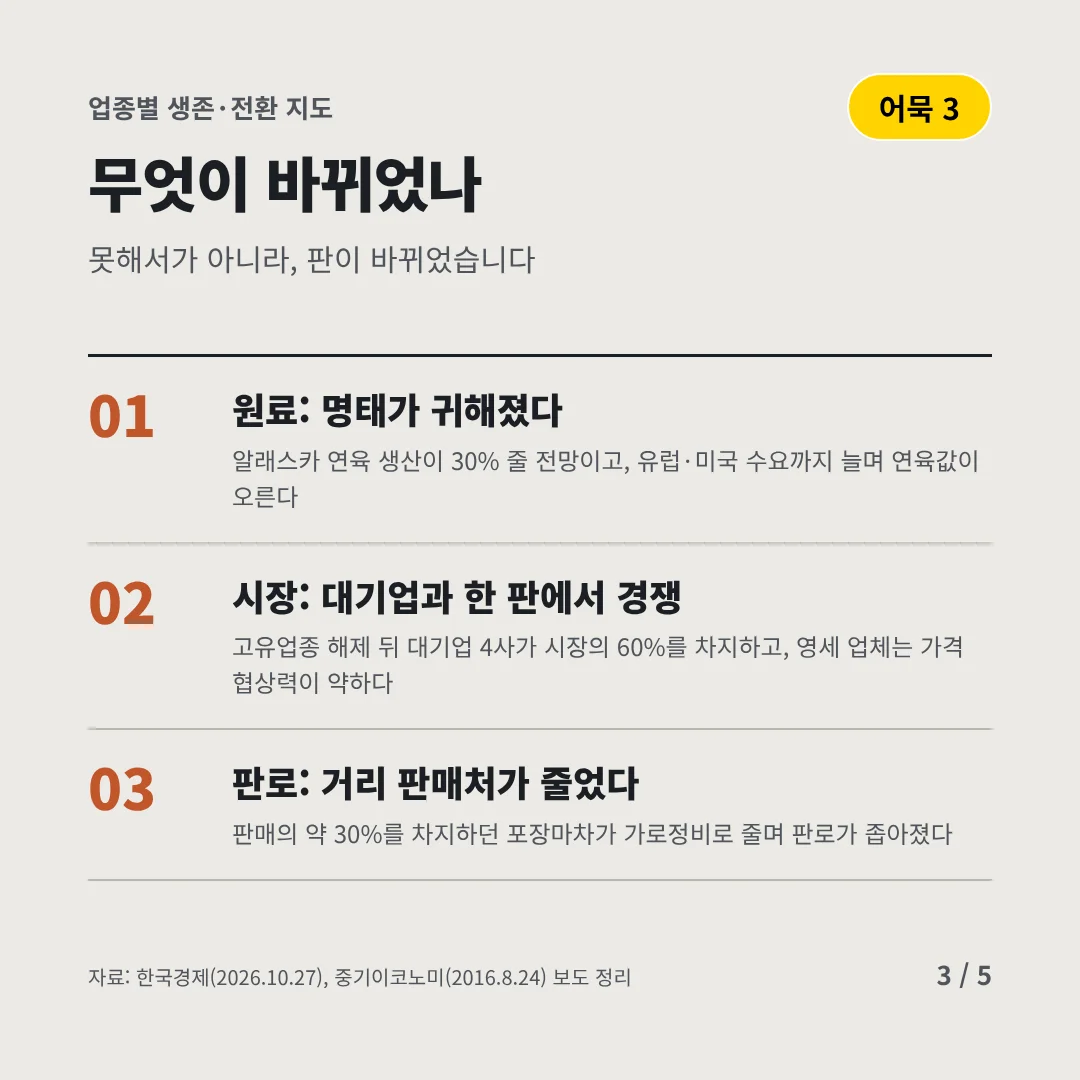 업종별 생존·전환 지도
어묵 3
무엇이 바뀌었나
못해서가 아니라, 판이 바뀌었습니다
01
원료: 명태가 귀해졌다
알래스카 연육 생산이 30% 줄 전망이고, 유럽·미국 수요까지 늘며 연육값이
오른다
02
시장: 대기업과 한 판에서 경쟁
고유업종 해제 뒤 대기업 4사가 시장의 60%를 차지하고, 영세 업체는 가격
협상력이 약하다
03
판로: 거리 판매처가 줄었다
판매의 약 30%를 차지하던 포장마차가 가로정비로 줄며 판로가 좁아졌다
자료: 한국경제(2026.10.27), 중기이코노미(2016.8.24) 보도 정리
3 / 5